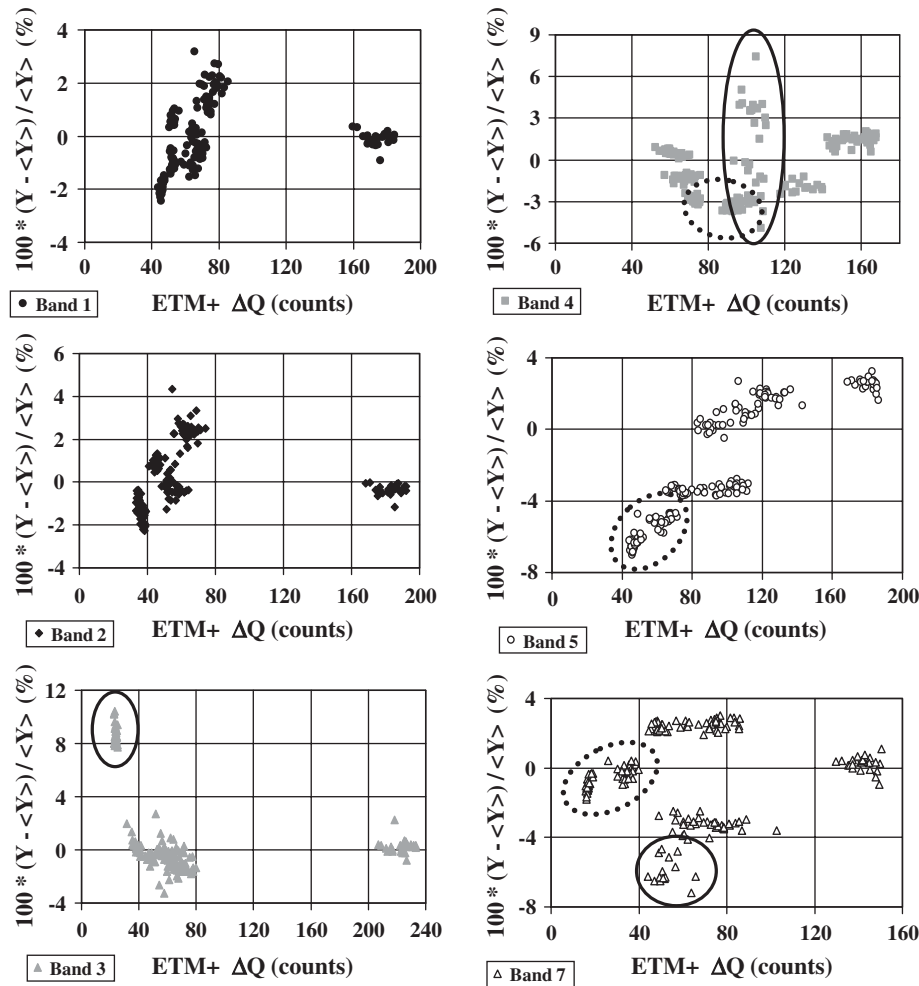 100 * (Y - <Y>) / <Y> (%)
4
2
0
-2
-4
0 40 80 120 160 200
Band 1
ETM+ ΔQ (counts)
100 * (Y - <Y>) / <Y> (%)
9
6
3
0
-3
-6
0 40 80 120 160
Band 4
ETM+ ΔQ (counts)
100 * (Y - <Y>) / <Y> (%)
6
4
2
0
-2
-4
0 40 80 120 160 200
Band 2
ETM+ ΔQ (counts)
100 * (Y - <Y>) / <Y> (%)
4
0
-4
-8
0 40 80 120 160 200
Band 5
ETM+ ΔQ (counts)
100 * (Y - <Y>) / <Y> (%)
12
8
4
0
-4
0 40 80 120 160 200 240
Band 3
ETM+ ΔQ (counts)
100 * (Y - <Y>) / <Y> (%)
4
0
-4
-8
0 40 80 120 160
Band 7
ETM+ ΔQ (counts)